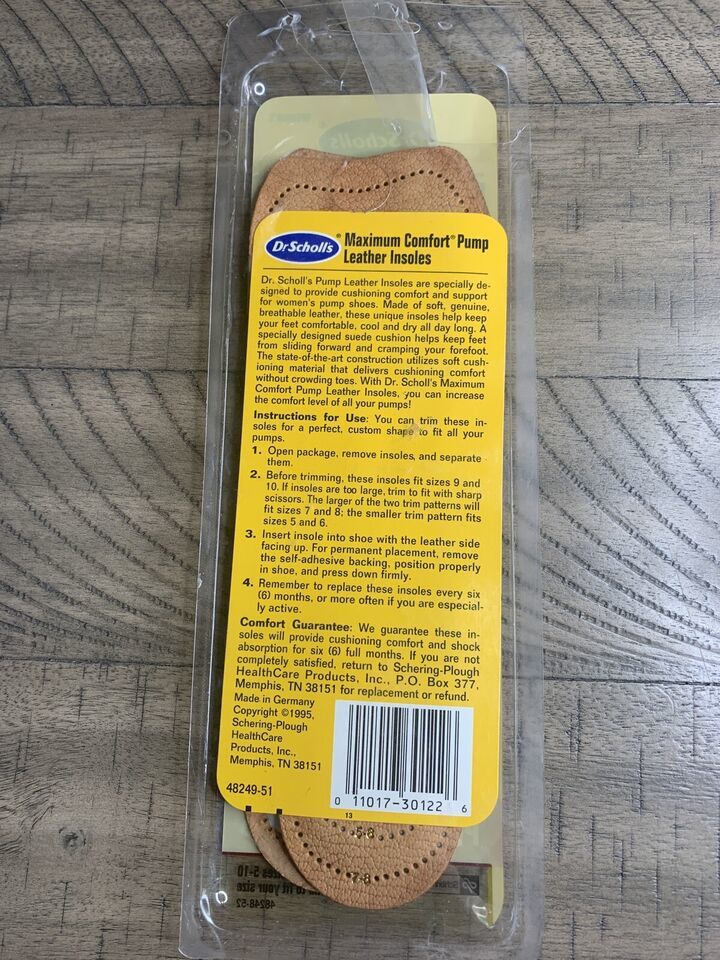 Dr. Scholl's
DrScholl's® Maximum Comfort® Pump
Leather Insoles
Dr. Scholl's Pump Leather Insoles are specially de-
signed to provide cushioning comfort and support
for women's pump shoes. Made of soft, genuine,
breathable leather, these unique insoles help keep
your feet comfortable, cool and dry all day long. A
specially designed suede cushion helps keep feet
from sliding forward and cramping your forefoot.
The state-of-the-art construction utilizes soft cush-
ioning material that delivers cushioning comfort
without crowding toes. With Dr. Scholl's Maximum
Comfort Pump Leather Insoles, you can increase
the comfort level of all your pumps!
Instructions for Use: You can trim these in-
soles for a perfect, custom shape to fit all your
pumps.
1. Open package, remove insoles, and separate
them.
2. Before trimming, these insoles fit sizes 9 and
10. If insoles are too large, trim to fit with sharp
scissors. The larger of the two trim patterns will
fit sizes 7 and 8; the smaller trim pattern fits
sizes 5 and 6.
3. Insert insole into shoe with the leather side
facing up. For permanent placement, remove
the self-adhesive backing, position properly
in shoe, and press down firmly.
4. Remember to replace these insoles every six
(6) months, or more often if you are especial-
ly active.
Comfort Guarantee: We guarantee these in-
soles will provide cushioning comfort and shock
absorption for six (6) full months. If you are not
completely satisfied, return to Schering-Plough
HealthCare Products, Inc., P.O. Box 377,
Memphis, TN 38151 for replacement or refund.
Made in Germany
Copyright ©1995,
Schering-Plough
HealthCare
Products, Inc.,
Memphis, TN 38151
48249-51
0 11017-30122 6
13
5-6
7-8
sizes 5-10
to fit your size
48248-52